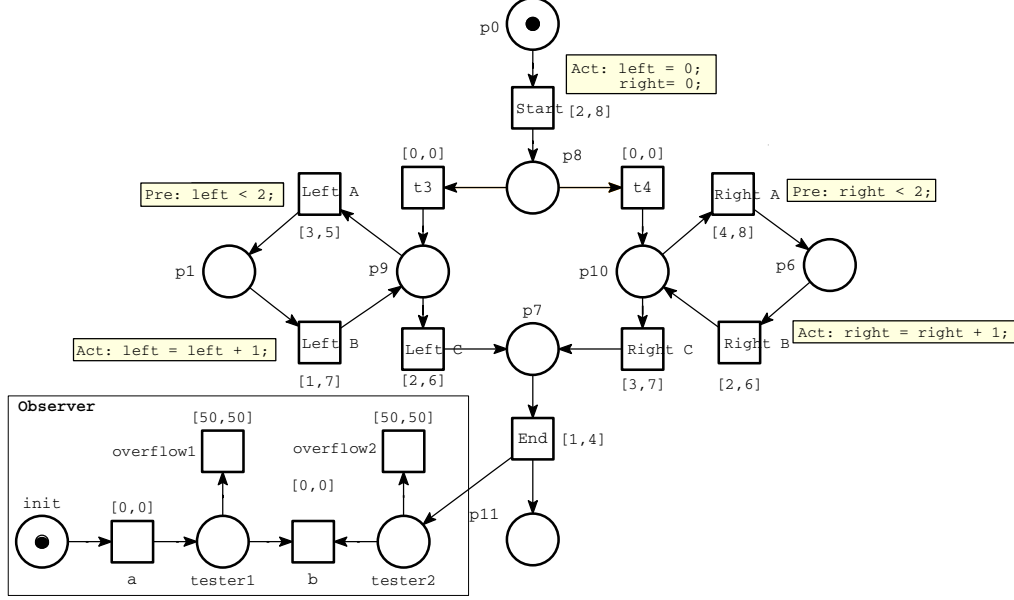 p0
Act: left = 0;
right= 0;
Start
[2,8]
[0,0]
p8
[0,0]
Pre: left < 2;
Left A
t3
t4
Right A
Pre: right < 2;
[3,5]
[4,8]
p1
p9
p10
p6
p7
Act: left = left + 1;
Left B
Left C
Right C
Right B
Act: right = right + 1;
[1,7]
[2,6]
[3,7]
[2,6]
Observer
[50,50]
[50,50]
overflow1
overflow2
End
[1,4]
[0,0]
init
[0,0]
p11
a
tester1
b
tester2